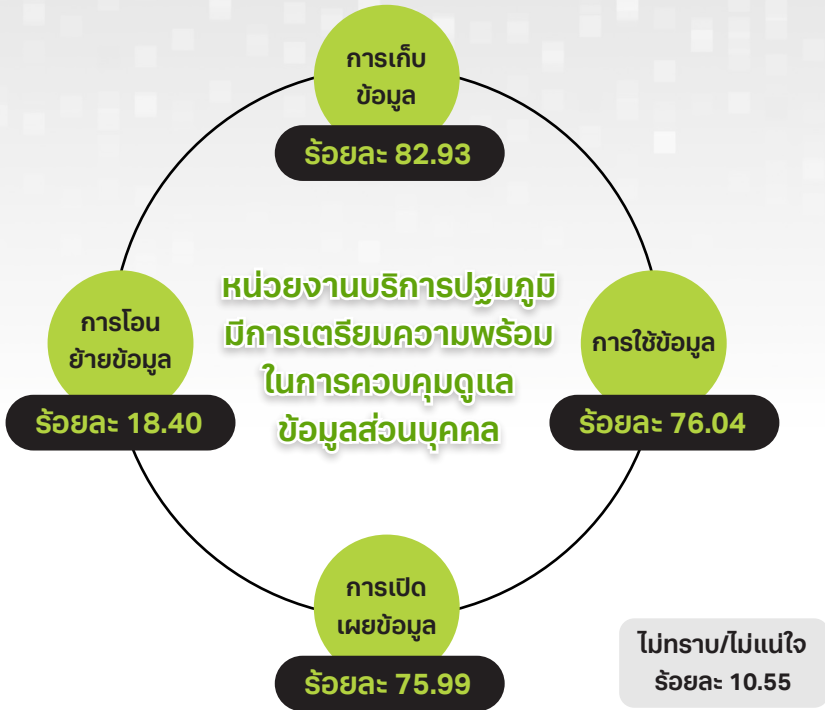 การเก็บ
ข้อมูล
ร้อยละ 82.93
หน่วยงานบริการปฐมภูมิ
มีการเตรียมความพร้อม
ในการควบคุมดูแล
ข้อมูลส่วนบุคคล
การโอน
ย้ายข้อมูล
ร้อยละ 18.40
การใช้ข้อมูล
ร้อยละ 76.04
การเปิด
เผยข้อมูล
ร้อยละ 75.99
ไม่ทราบ/ไม่แน่ใจ
ร้อยละ 10.55